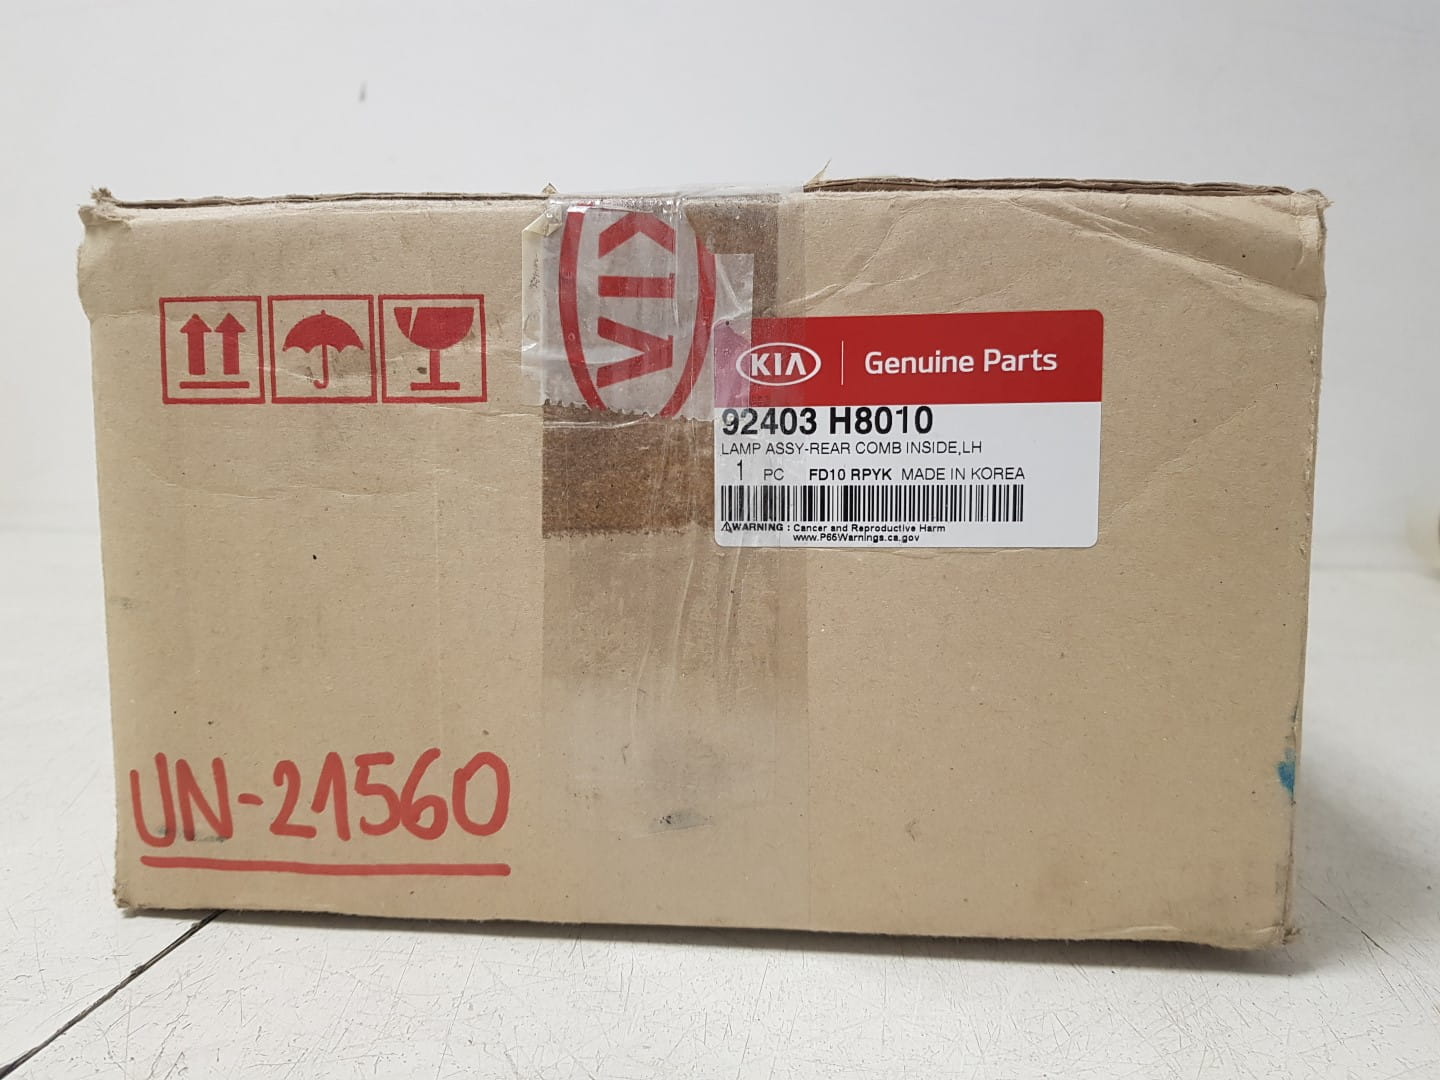 KIA
KIA Genuine Parts
92403 H8010
LAMP ASSY-REAR COMB INSIDE,LH
1 PC FD10 RPYK MADE IN KOREA
⚠WARNING : Cancer and Reproductive Harm
www.P65Warnings.ca.gov
UN-21560